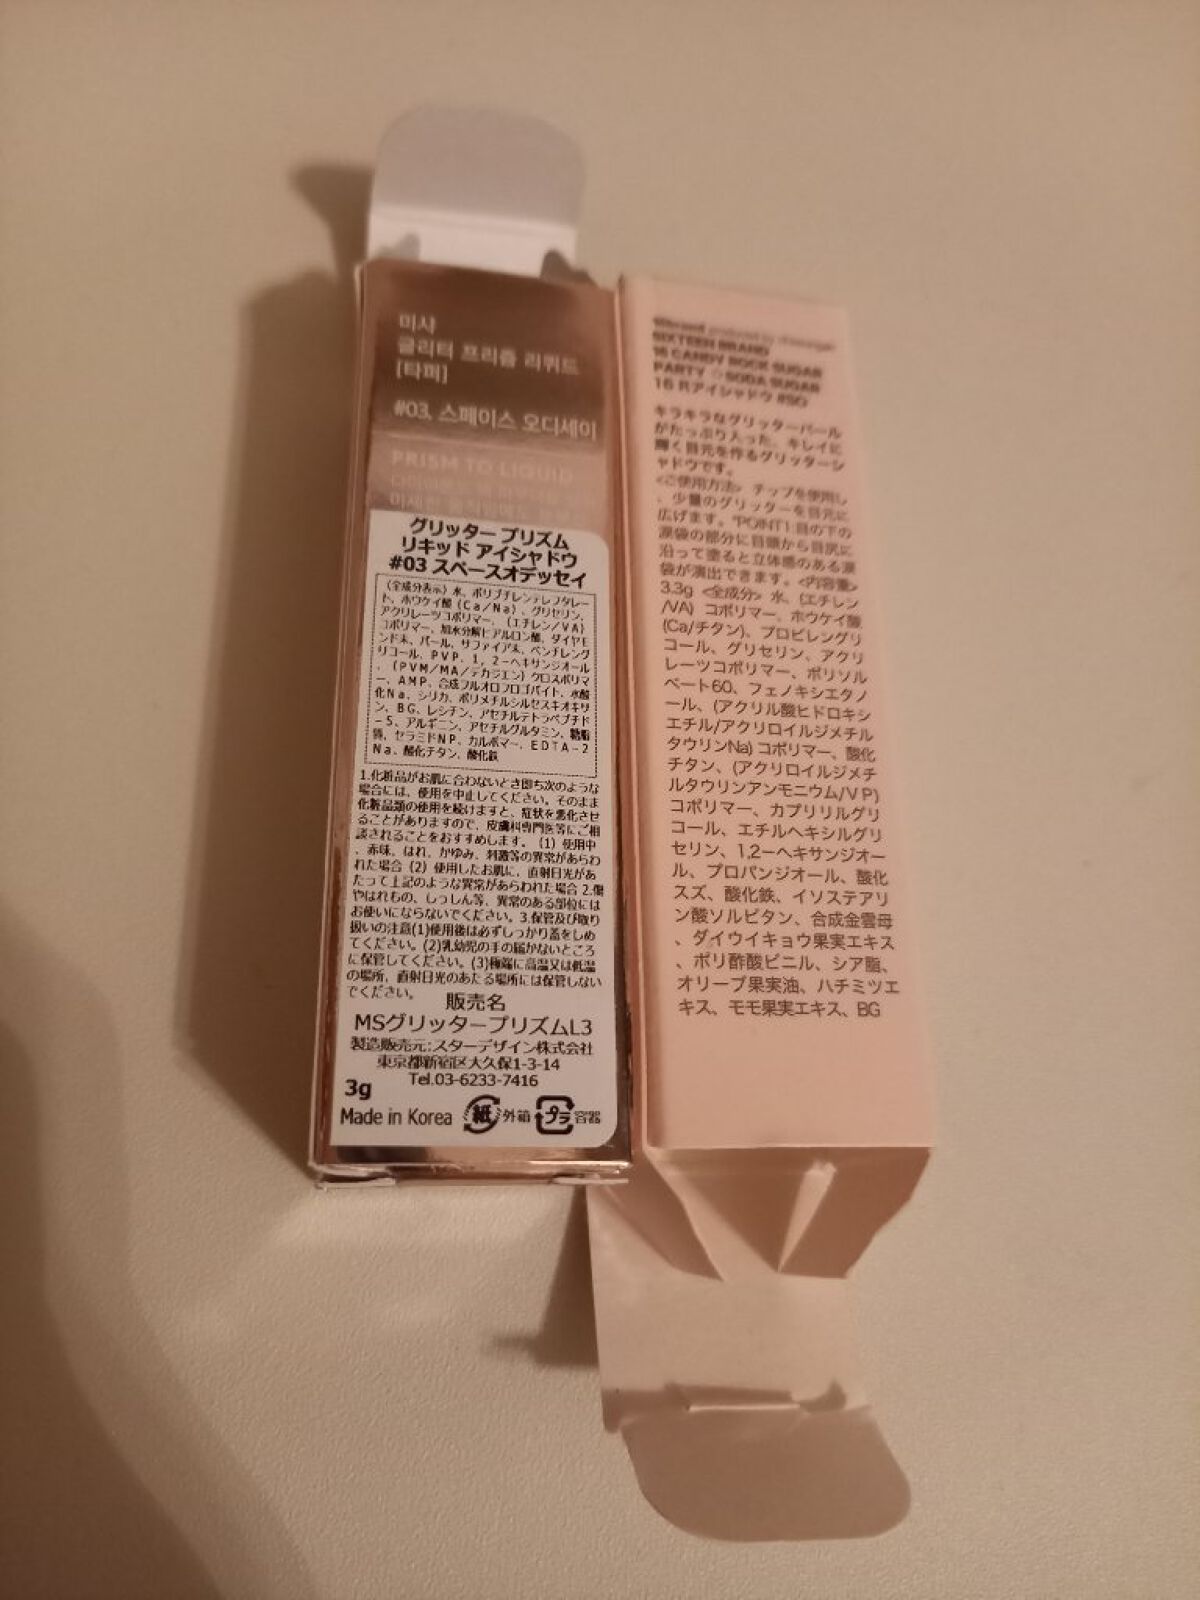 미샤
글리터 프리즘 리퀴드
[타피]
#03. 스페이스 오디세이
PRISM TO LIQUID
グリッター プリズム
リキッド アイシャドウ
#03 スペースオデッセイ
(全成分表示) 水、ポリブチレンテレフタレー
ト、ホウケイ酸 (Ca/Na)、グリセリン、
アクリレーツコポリマー、(エチレン/VA)
コポリマー、加水分解ヒアルロン酸、ダイヤモ
ンド末、パール、サファイア末、ペンチレング
リコール、PVP、1,2-ヘキサンジオール
、(PVM/MA/デカジエン) クロスポリマ
ー、AMP、合成フルオロフロゴパイト、水酸
化Na、シリカ、ポリメチルシルセスキオキサ
ン、BG、レシチン、アセチルテトラペプチド
-5、アルギニン、アセチルグルタミン、糖脂
質、セラミドNP、カルボマー、EDTA-2
Na、酸化チタン、酸化鉄
1.化粧品がお肌に合わないとき即ち次のような
場合には、使用を中止してください。そのまま
化粧品類の使用を続けますと、症状を悪化させ
ることがありますので、皮膚科専門医等にご相
談されることをおすすめします。(1) 使用中
、赤味、はれ、かゆみ、刺激等の異常があらわ
れた場合 (2) 使用したお肌に、直射日光があ
たって上記のような異常があらわれた場合 2.傷
やはれもの、しっしん等、異常のある部位には
お使いにならないでください。3.保管及び取り
扱いの注意(1)使用後は必ずしっかり蓋をしめ
てください。(2)乳幼児の手の届かないところ
に保管してください。(3)極端に高温又は低温
の場所、直射日光のあたる場所には保管しない
でください。
販売名
MSグリッタープリズムL3
製造販売元:スターデザイン株式会社
東京都新宿区大久保1-3-14
Tel.03-6233-7416
3g
Made in Korea 紙 外箱 プラ 容器
16brand produced by chosungah
SIXTEEN BRAND
16 CANDY ROCK SUGAR
PARTY ☆SODA SUGAR
16 Rアイシャドウ #SO
キラキラなグリッターパール
がたっぷり入った、キレイに
輝く目元を作るグリッターシ
ャドウです。
<ご使用方法> チップを使用し
、少量のグリッターを目元に
広げます。*POINT1:目の下の
涙袋の部分に目頭から目尻に
沿って塗ると立体感のある涙
袋が演出できます。<内容量>
3.3g <全成分> 水、(エチレン
/VA) コポリマー、ホウケイ酸
(Ca/チタン)、プロピレングリ
コール、グリセリン、アクリ
レーツコポリマー、ポリソル
ベート60、フェノキシエタノ
ール、(アクリル酸ヒドロキシ
エチル/アクリロイルジメチル
タウリンNa) コポリマー、酸化
チタン、(アクリロイルジメチ
ルタウリンアンモニウム/VP)
コポリマー、カプリリルグリ
コール、エチルヘキシルグリ
セリン、1,2-ヘキサンジオー
ル、プロパンジオール、酸化
スズ、酸化鉄、イソステアリ
ン酸ソルビタン、合成金雲母
、ダイウイキョウ果実エキス
、ポリ酢酸ビニル、シア脂、
オリーブ果実油、ハチミツエ
キス、モモ果実エキス、BG